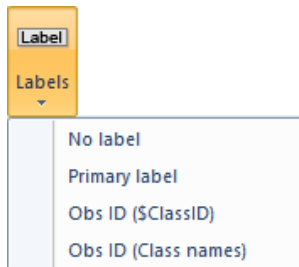 Label
Labels
No label
Primary label
Obs ID ($ClassID)
Obs ID (Class names)